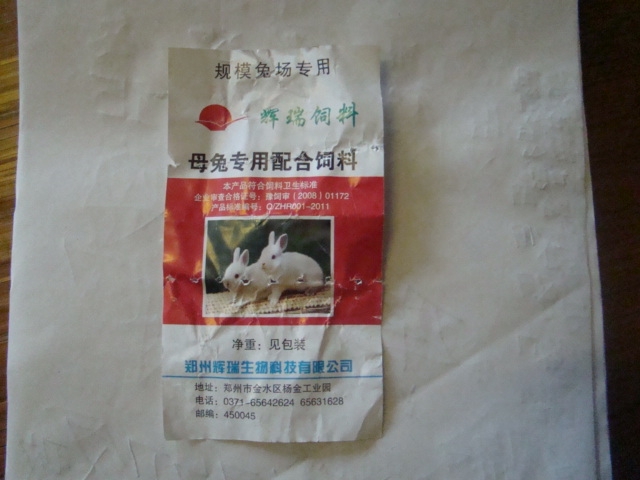 规模兔场专用
辉瑞饲料
母兔专用配合饲料
本产品符合饲料卫生标准
企业审查合格证号：豫饲审（2008）01172
产品标准编号：Q/ZHR001-2011
净重：见包装
郑州辉瑞生物科技有限公司
地址：郑州市金水区杨金工业园
电话：0371-65642624 65631628
邮编：450045